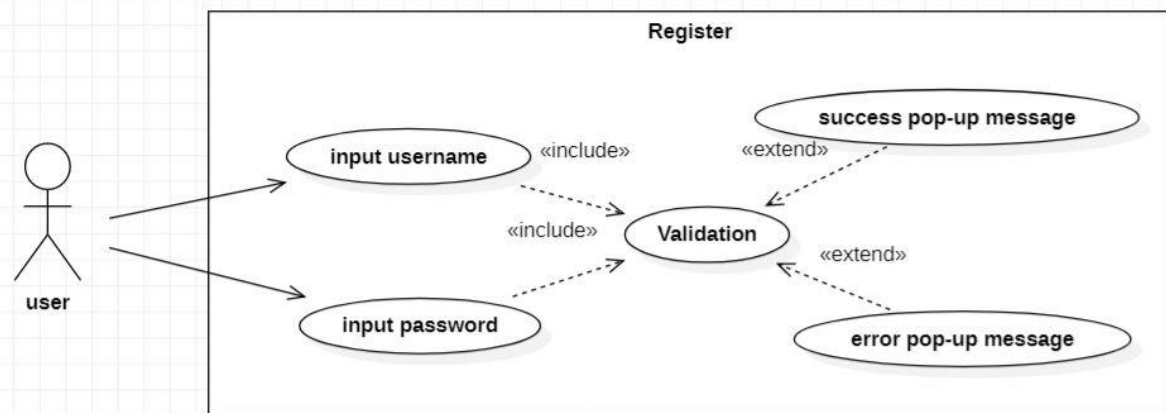 Register
success pop-up message
input username
«include»
«extend»
«include»
Validation
«extend»
user
input password
error pop-up message